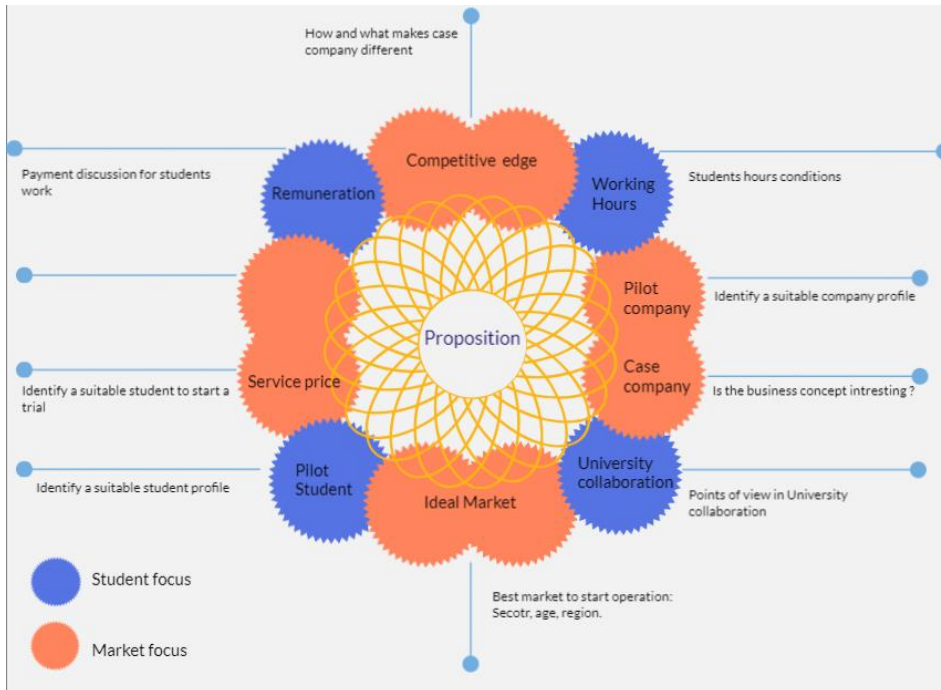 How and what makes case
company different
Payment discussion for students
work
Remuneration
Competitive edge
Working
Hours
Students hours conditions
Pilot
company
Identify a suitable company profile
Proposition
Service price
Identify a suitable student to start a
trial
Case
company
Is the business concept intresting ?
Pilot
Student
Identify a suitable student profile
Ideal Market
University
collaboration
Points of view in University
collaboration
Best market to start operation:
Secotr, age, region.
Student focus
Market focus